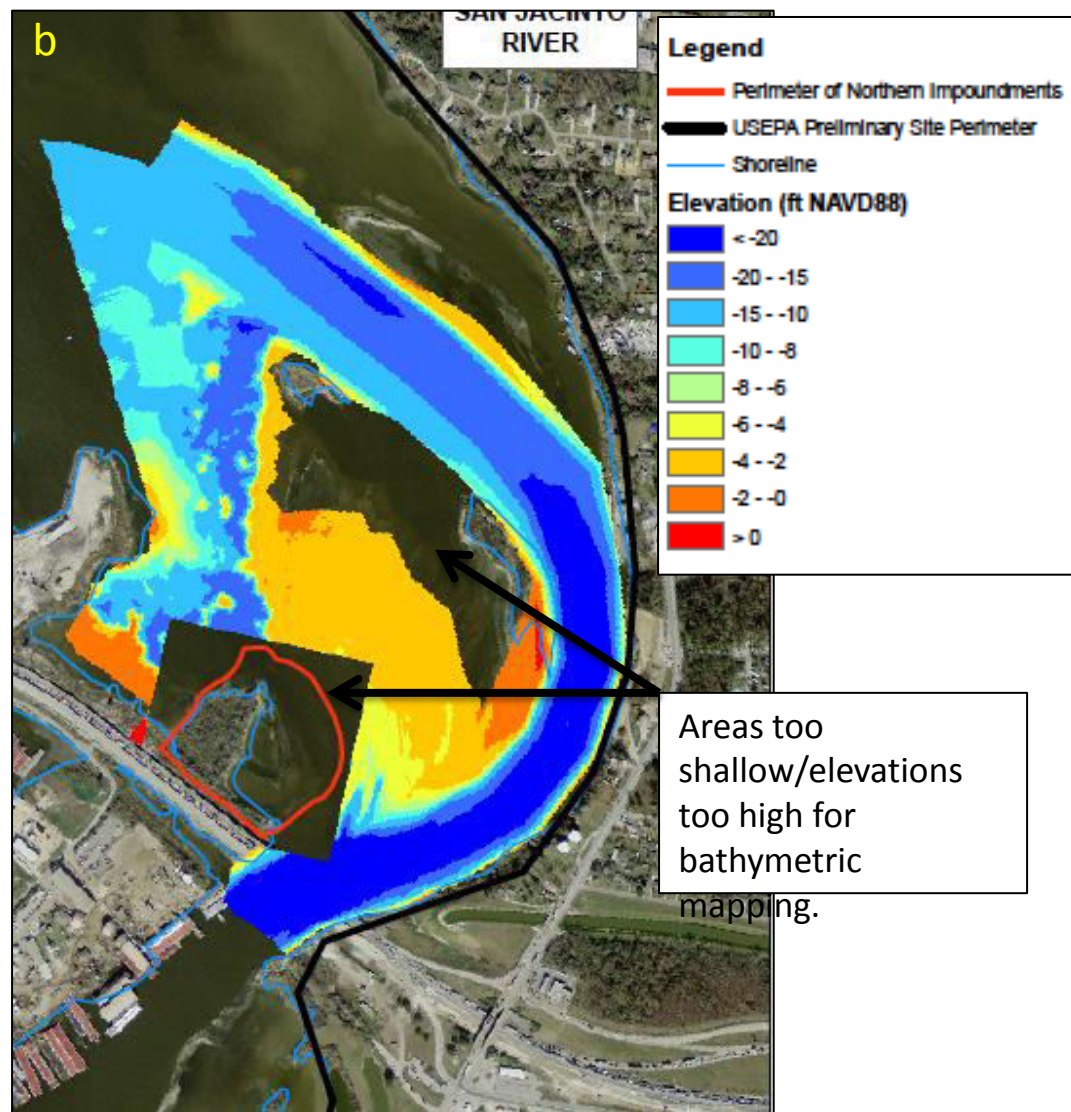 b
SAN JACINTO
RIVER
Legend
Perimeter of Northern Impoundments
USEPA Preliminary Site Perimeter
Shoreline
Elevation (ft NAVD88)
< -20
-20 - -15
-15 - -10
-10 - -8
-8 - -6
-6 - -4
-4 - -2
-2 - -0
> 0
Areas too
shallow/elevations
too high for
bathymetric
mapping.